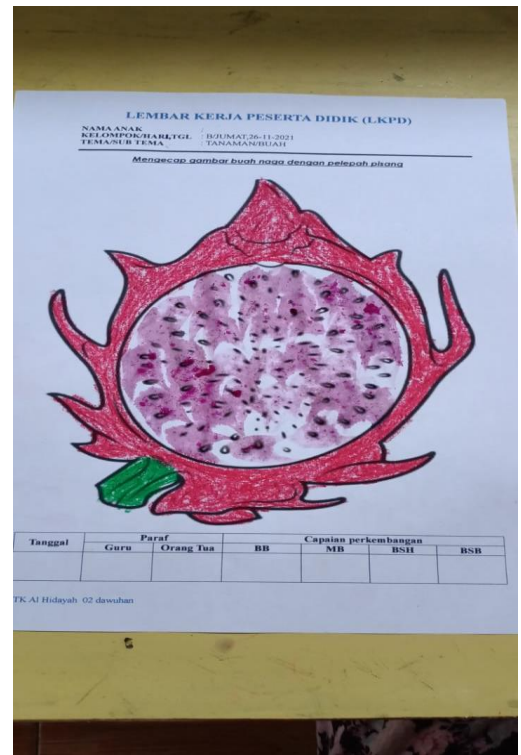 LEMBAR KERJA PESERTA DIDIK (LKPD)
NAMA ANAK :
KELOMPOK/HARI,TGL : B/JUMAT,26-11-2021
TEMA/SUB TEMA : TANAMAN/BUAH
Mengecap gambar buah naga dengan pelepah pisang
Tanggal Paraf Capaian perkembangan
Guru Orang Tua BB MB BSH BSB
TK Al Hidayah 02 dawuhan